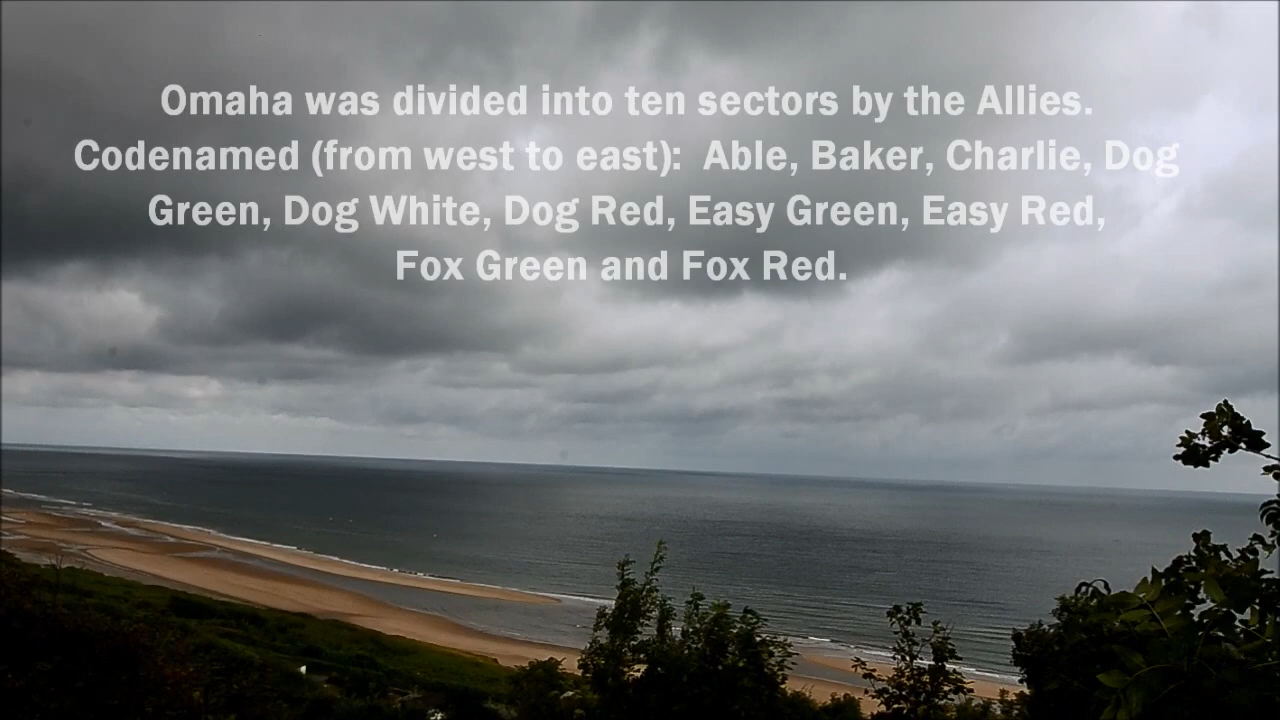 Omaha was divided into ten sectors by the Allies.
Codenamed (from west to east):  Able, Baker, Charlie, Dog
Green, Dog White, Dog Red, Easy Green, Easy Red,
Fox Green and Fox Red.